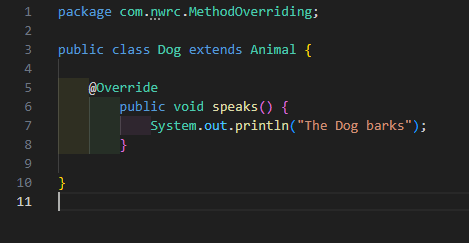 1 package com.nwrc.MethodOverriding;
2
3 public class Dog extends Animal {
4
5     @Override
6         public void speaks() {
7             System.out.println("The Dog barks");
8         }
9
10 }
11